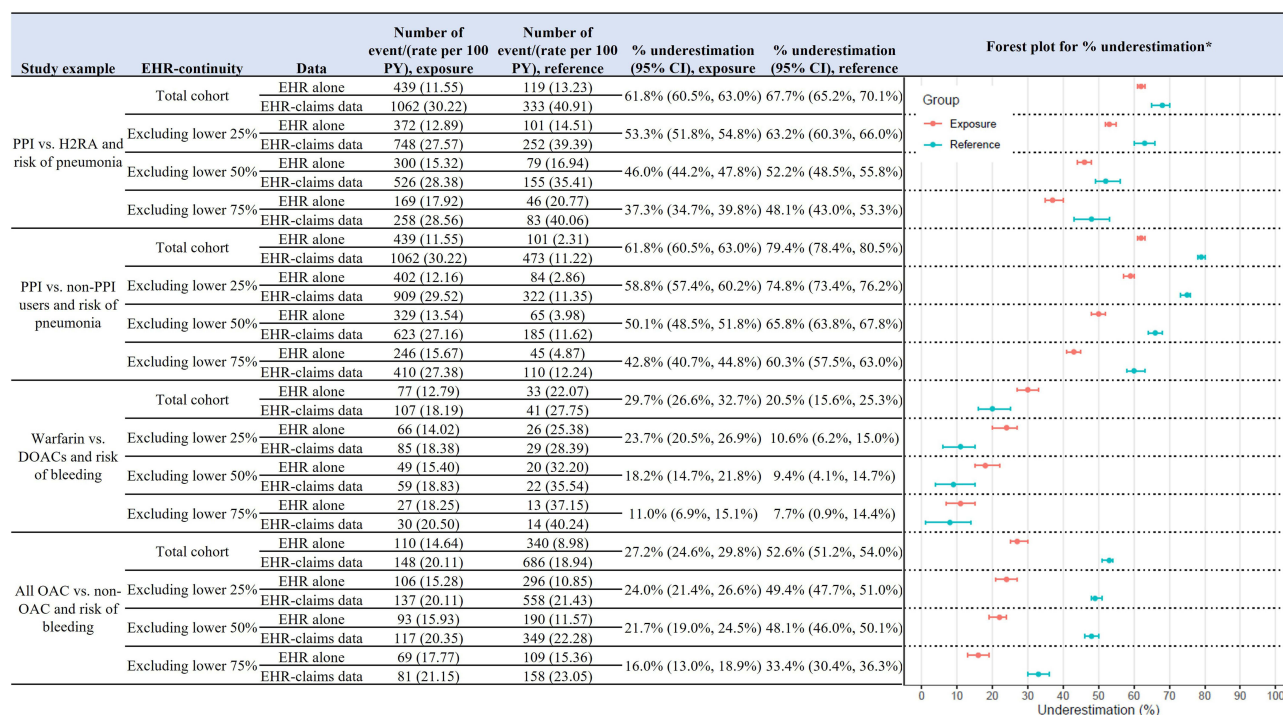 Study example EHR-continuity Data Number of event/(rate per 100 PY), exposure Number of event/(rate per 100 PY), reference % underestimation (95% CI), exposure % underestimation (95% CI), reference Forest plot for % underestimation*
PPI vs. H2RA and risk of pneumonia
Total cohort EHR alone 439 (11.55) 119 (13.23) 61.8% (60.5%, 63.0%) 67.7% (65.2%, 70.1%)
EHR-claims data 1062 (30.22) 333 (40.91)
Excluding lower 25% EHR alone 372 (12.89) 101 (14.51) 53.3% (51.8%, 54.8%) 63.2% (60.3%, 66.0%)
EHR-claims data 748 (27.57) 252 (39.39)
Excluding lower 50% EHR alone 300 (15.32) 79 (16.94) 46.0% (44.2%, 47.8%) 52.2% (48.5%, 55.8%)
EHR-claims data 526 (28.38) 155 (35.41)
Excluding lower 75% EHR alone 169 (17.92) 46 (20.77) 37.3% (34.7%, 39.8%) 48.1% (43.0%, 53.3%)
EHR-claims data 258 (28.56) 83 (40.06)
PPI vs. non-PPI users and risk of pneumonia
Total cohort EHR alone 439 (11.55) 101 (2.31) 61.8% (60.5%, 63.0%) 79.4% (78.4%, 80.5%)
EHR-claims data 1062 (30.22) 473 (11.22)
Excluding lower 25% EHR alone 402 (12.16) 84 (2.86) 58.8% (57.4%, 60.2%) 74.8% (73.4%, 76.2%)
EHR-claims data 909 (29.52) 322 (11.35)
Excluding lower 50% EHR alone 329 (13.54) 65 (3.98) 50.1% (48.5%, 51.8%) 65.8% (63.8%, 67.8%)
EHR-claims data 623 (27.16) 185 (11.62)
Excluding lower 75% EHR alone 246 (15.67) 45 (4.87) 42.8% (40.7%, 44.8%) 60.3% (57.5%, 63.0%)
EHR-claims data 410 (27.38) 110 (12.24)
Warfarin vs. DOACs and risk of bleeding
Total cohort EHR alone 77 (12.79) 33 (22.07) 29.7% (26.6%, 32.7%) 20.5% (15.6%, 25.3%)
EHR-claims data 107 (18.19) 41 (27.75)
Excluding lower 25% EHR alone 66 (14.02) 26 (25.38) 23.7% (20.5%, 26.9%) 10.6% (6.2%, 15.0%)
EHR-claims data 85 (18.38) 29 (28.39)
Excluding lower 50% EHR alone 49 (15.40) 20 (32.20) 18.2% (14.7%, 21.8%) 9.4% (4.1%, 14.7%)
EHR-claims data 59 (18.83) 22 (35.54)
Excluding lower 75% EHR alone 27 (18.25) 13 (37.15) 11.0% (6.9%, 15.1%) 7.7% (0.9%, 14.4%)
EHR-claims data 30 (20.50) 14 (40.24)
All OAC vs. non-OAC and risk of bleeding
Total cohort EHR alone 110 (14.64) 340 (8.98) 27.2% (24.6%, 29.8%) 52.6% (51.2%, 54.0%)
EHR-claims data 148 (20.11) 686 (18.94)
Excluding lower 25% EHR alone 106 (15.28) 296 (10.85) 24.0% (21.4%, 26.6%) 49.4% (47.7%, 51.0%)
EHR-claims data 137 (20.11) 558 (21.43)
Excluding lower 50% EHR alone 93 (15.93) 190 (11.57) 21.7% (19.0%, 24.5%) 48.1% (46.0%, 50.1%)
EHR-claims data 117 (20.35) 349 (22.28)
Excluding lower 75% EHR alone 69 (17.77) 109 (15.36) 16.0% (13.0%, 18.9%) 33.4% (30.4%, 36.3%)
EHR-claims data 81 (21.15) 158 (23.05)
Group
Exposure
Reference
0 10 20 30 40 50 60 70 80 90 100
Underestimation (%)